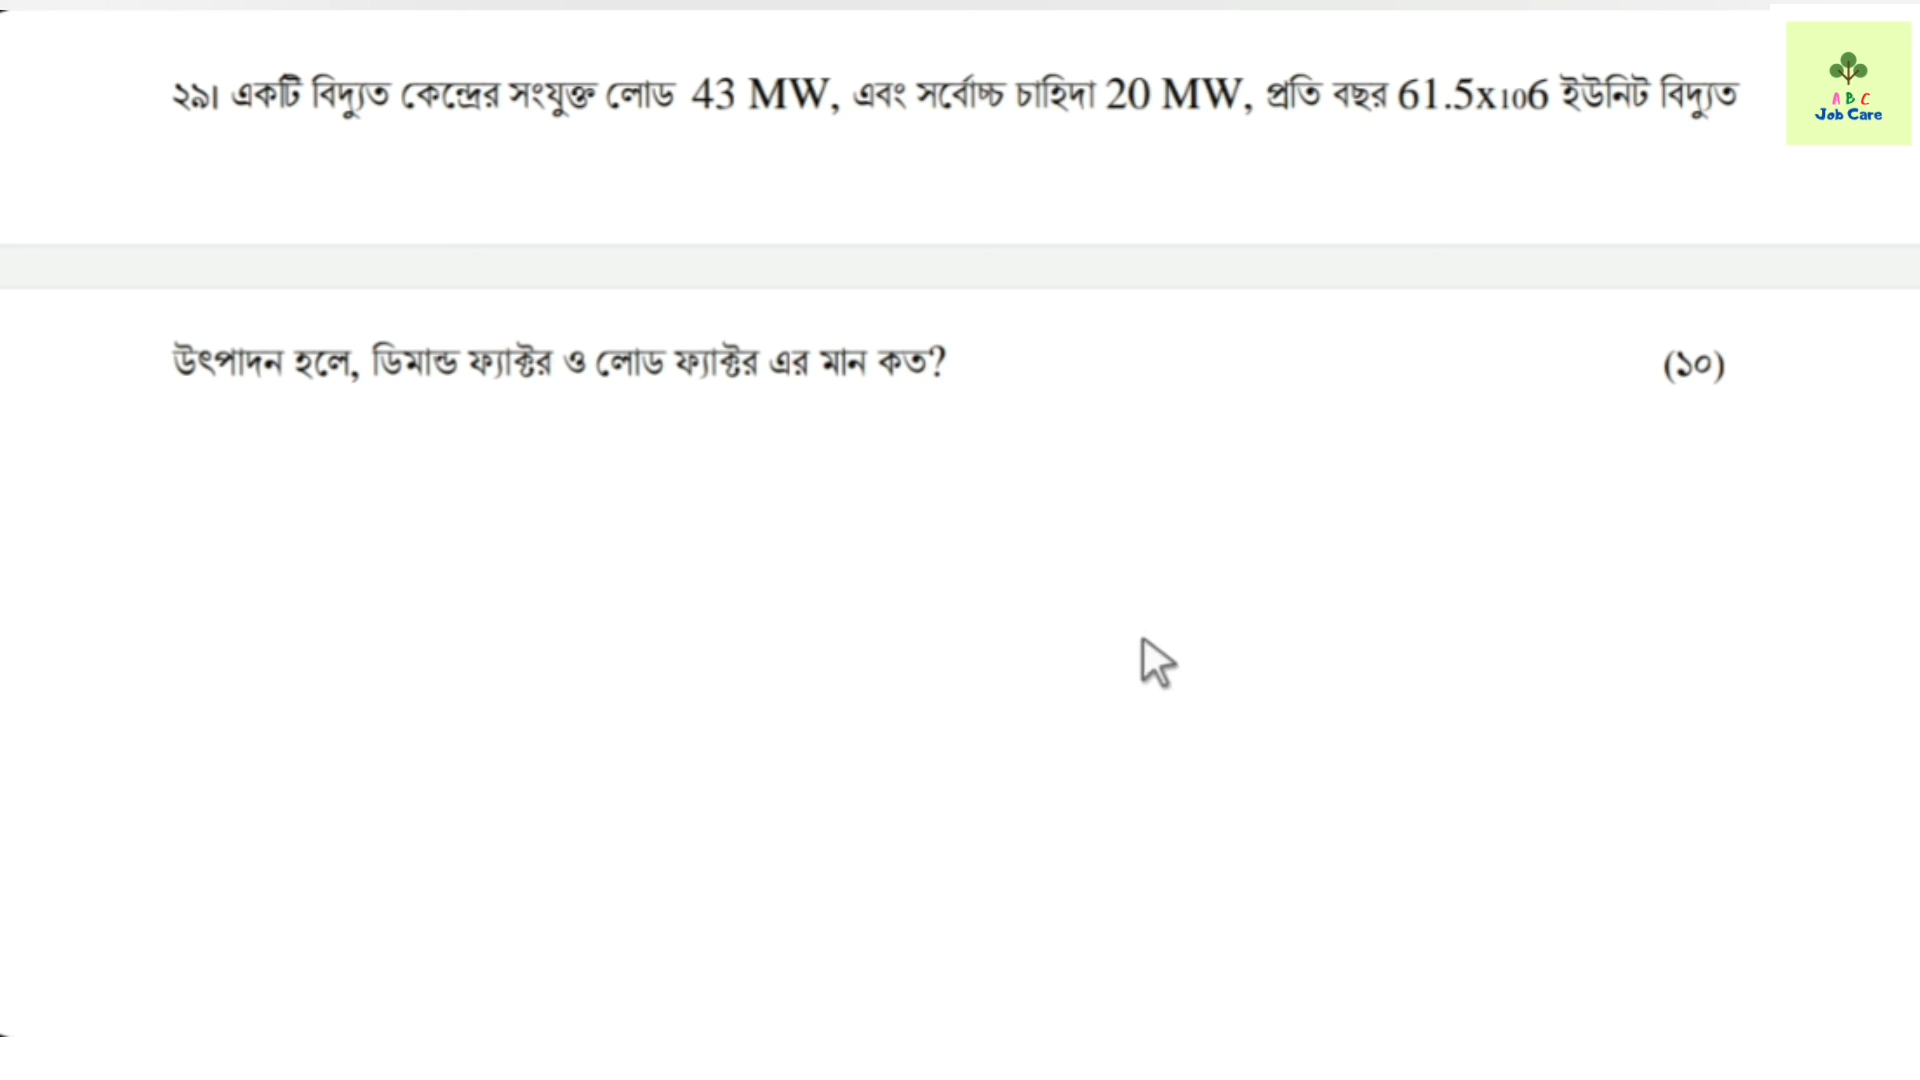 ২৯। একটি বিদ্যুত কেন্দ্রের সংযুক্ত লোড 43 MW, এবং সর্বোচ্চ চাহিদা 20 MW, প্রতি বছর 61.5x106 ইউনিট বিদ্যুত
A B C
Job Care
উৎপাদন হলে, ডিমান্ড ফ্যাক্টর ও লোড ফ্যাক্টর এর মান কত? (১০)